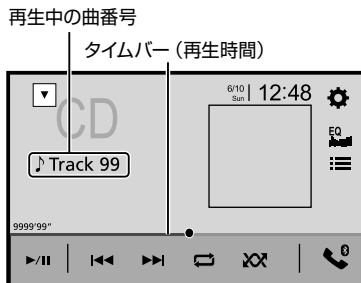 再生中の曲番号
タイムバー（再生時間）
CD
6/10
Sun
12:48
EQ
♪ Track 99
9999'99"